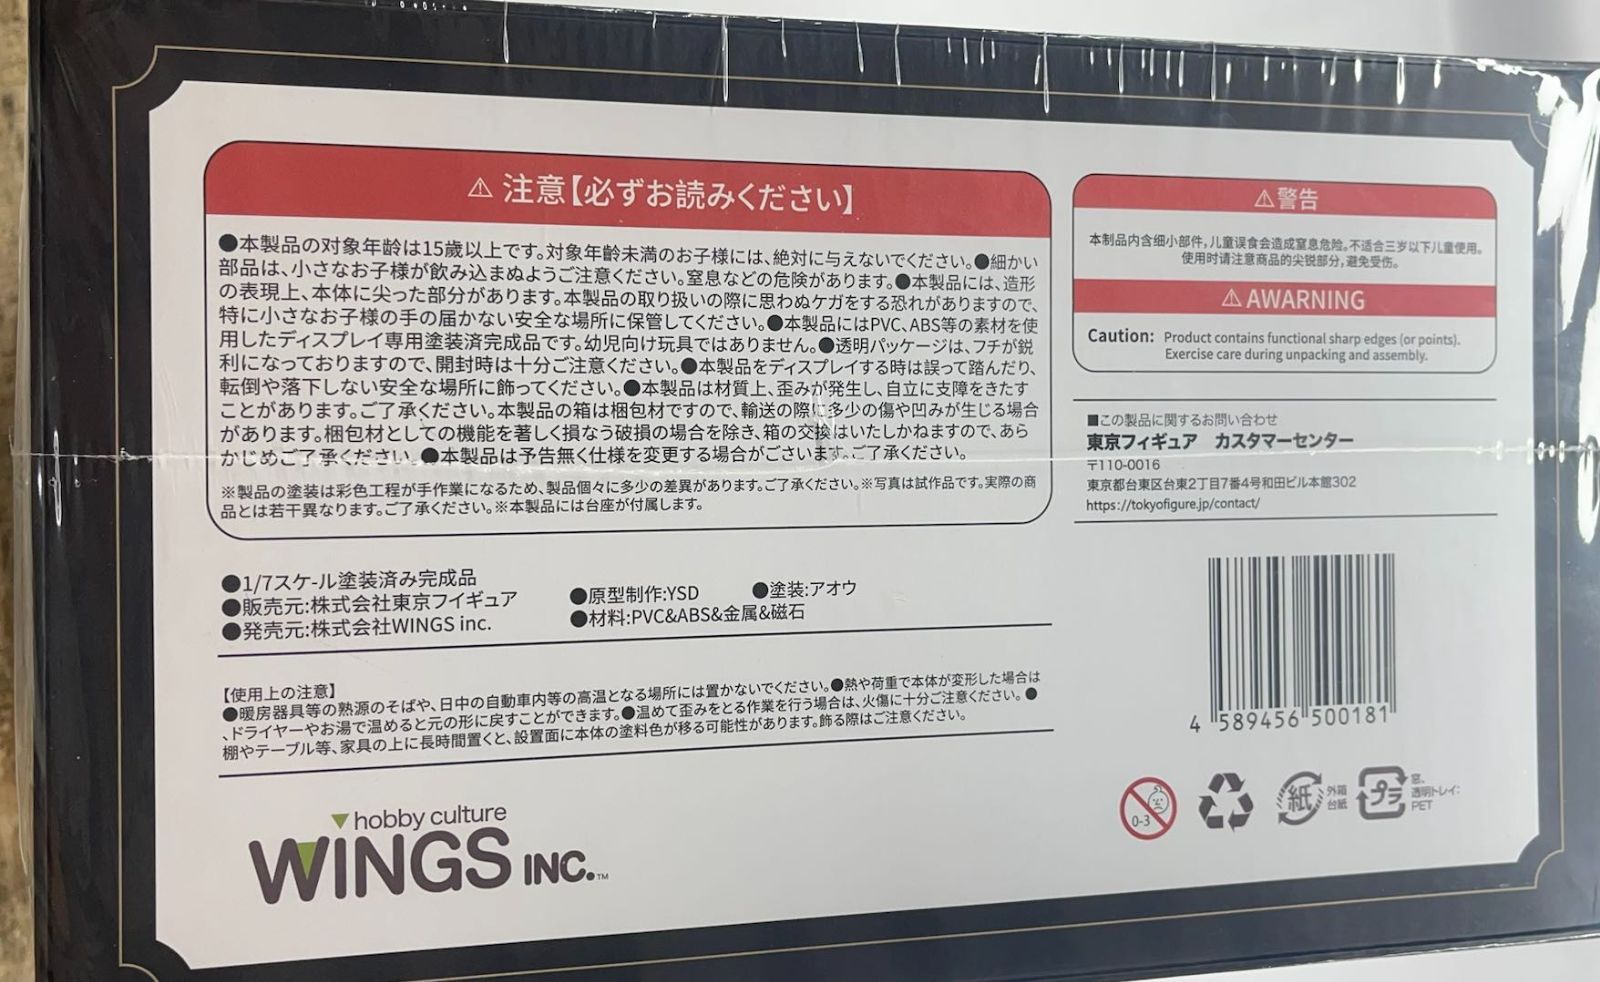 ⚠ 注意【必ずお読みください】
●本製品の対象年齢は15歳以上です。対象年齢未満のお子様には、絶対に与えないでください。●細かい
部品は、小さなお子様が飲み込まぬようご注意ください。窒息などの危険があります。●本製品には、造形
の表現上、本体に尖った部分があります。本製品の取り扱いの際に思わぬケガをする恐れがありますので、
特に小さなお子様の手の届かない安全な場所に保管してください。●本製品にはPVC、ABS等の素材を使
用したディスプレイ専用塗装済完成品です。幼児向け玩具ではありません。●透明パッケージは、フチが鋭
利になっておりますので、開封時は十分ご注意ください。●本製品をディスプレイする時は誤って踏んだり、
転倒や落下しない安全な場所に飾ってください。●本製品は材質上、歪みが発生し、自立に支障をきたす
ことがあります。ご了承ください。本製品の箱は梱包材ですので、輸送の際に多少の傷や凹みが生じる場合
があります。梱包材としての機能を著しく損なう破損の場合を除き、箱の交換はいたしかねますので、あら
かじめご了承ください。●本製品は予告無く仕様を変更する場合がございます。ご了承ください。
※製品の塗装は彩色工程が手作業になるため、製品個々に多少の差異があります。ご了承ください。※写真は試作品です。実際の商
品とは若干異なります。ご了承ください。※本製品には台座が付属します。
●1/7スケール塗装済み完成品
●販売元:株式会社東京フイギュア
●発売元:株式会社WINGS inc.
●原型制作:YSD ●塗装:アオウ
●材料:PVC&ABS&金属&磁石
【使用上の注意】
●暖房器具等の熱源のそばや、日中の自動車内等の高温となる場所には置かないでください。●熱や荷重で本体が変形した場合は
、ドライヤーやお湯で温めると元の形に戻すことができます。●温めて歪みをとる作業を行う場合は、火傷に十分ご注意ください。●
棚やテーブル等、家具の上に長時間置くと、設置面に本体の塗料色が移る可能性があります。飾る際はご注意ください。
hobby culture
WINGS INC.™
⚠警告
本制品内含细小部件，儿童误食会造成窒息危险。不适合三岁以下儿童使用。
使用时请注意商品的尖锐部分，避免受伤。
⚠ AWARNING
Caution: Product contains functional sharp edges (or points).
Exercise care during unpacking and assembly.
■この製品に関するお問い合わせ
東京フィギュア カスタマーセンター
〒110-0016
東京都台東区台東2丁目7番4号和田ビル本館302
https://tokyofigure.jp/contact/
4 589456 500181
0-3
紙 外箱
台紙
プラ 窓、
透明トレイ:
PET